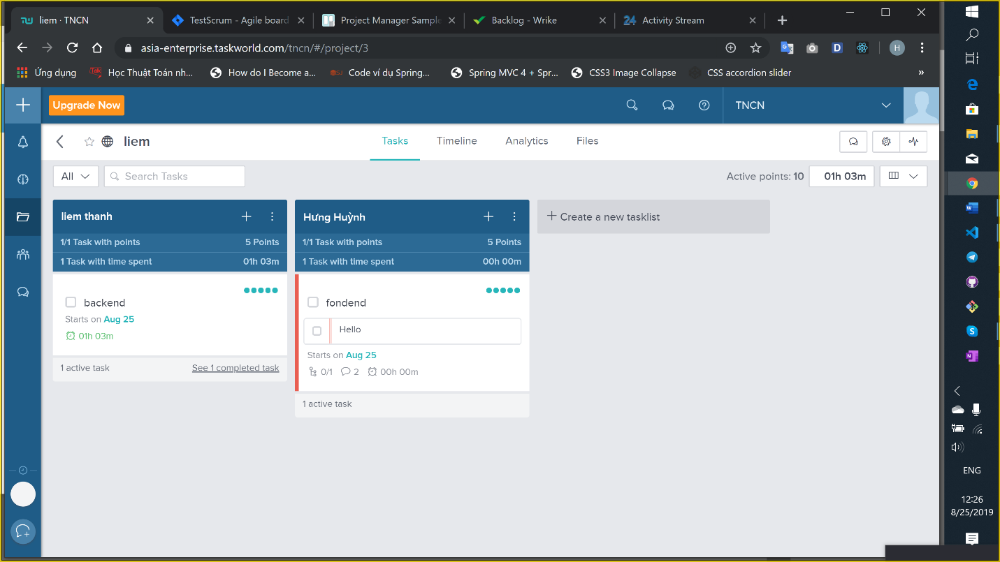 liem · TNCN
TestScrum - Agile board
Project Manager Sample
Backlog - Wrike
24 Activity Stream
asia-enterprise.taskworld.com/tncn/#/project/3
D
H
Ứng dụng
Học Thuật Toán nh...
How do I Become a...
Code ví dụ Spring...
Spring MVC 4 + Spr...
CSS3 Image Collapse
CSS accordion slider
»
Upgrade Now
TNCN
liem
Tasks
Timeline
Analytics
Files
All
Search Tasks
Active points: 10
01h 03m
liem thanh
1/1 Task with points
5 Points
1 Task with time spent
01h 03m
backend
Starts on Aug 25
01h 03m
1 active task
See 1 completed task
Hưng Huỳnh
1/1 Task with points
5 Points
1 Task with time spent
00h 00m
fondend
Hello
Starts on Aug 25
0/1
2
00h 00m
1 active task
+ Create a new tasklist
ENG
12:26
8/25/2019